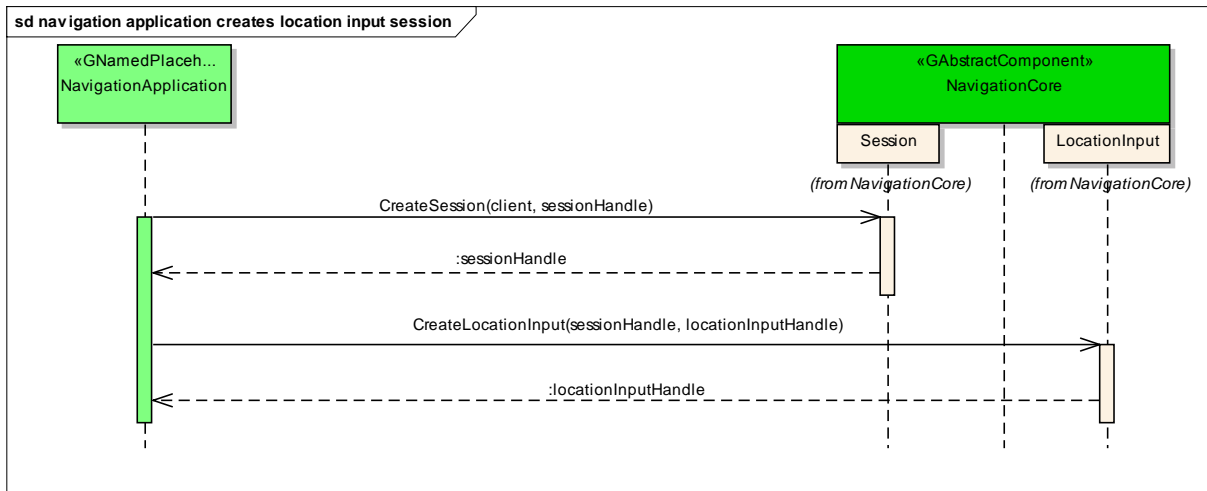 sd navigation application creates location input session
«GNamedPlaceh...
NavigationApplication
«GAbstractComponent»
NavigationCore
Session
LocationInput
(from NavigationCore)
(from NavigationCore)
CreateSession(client, sessionHandle)
:sessionHandle
CreateLocationInput(sessionHandle, locationInputHandle)
:locationInputHandle